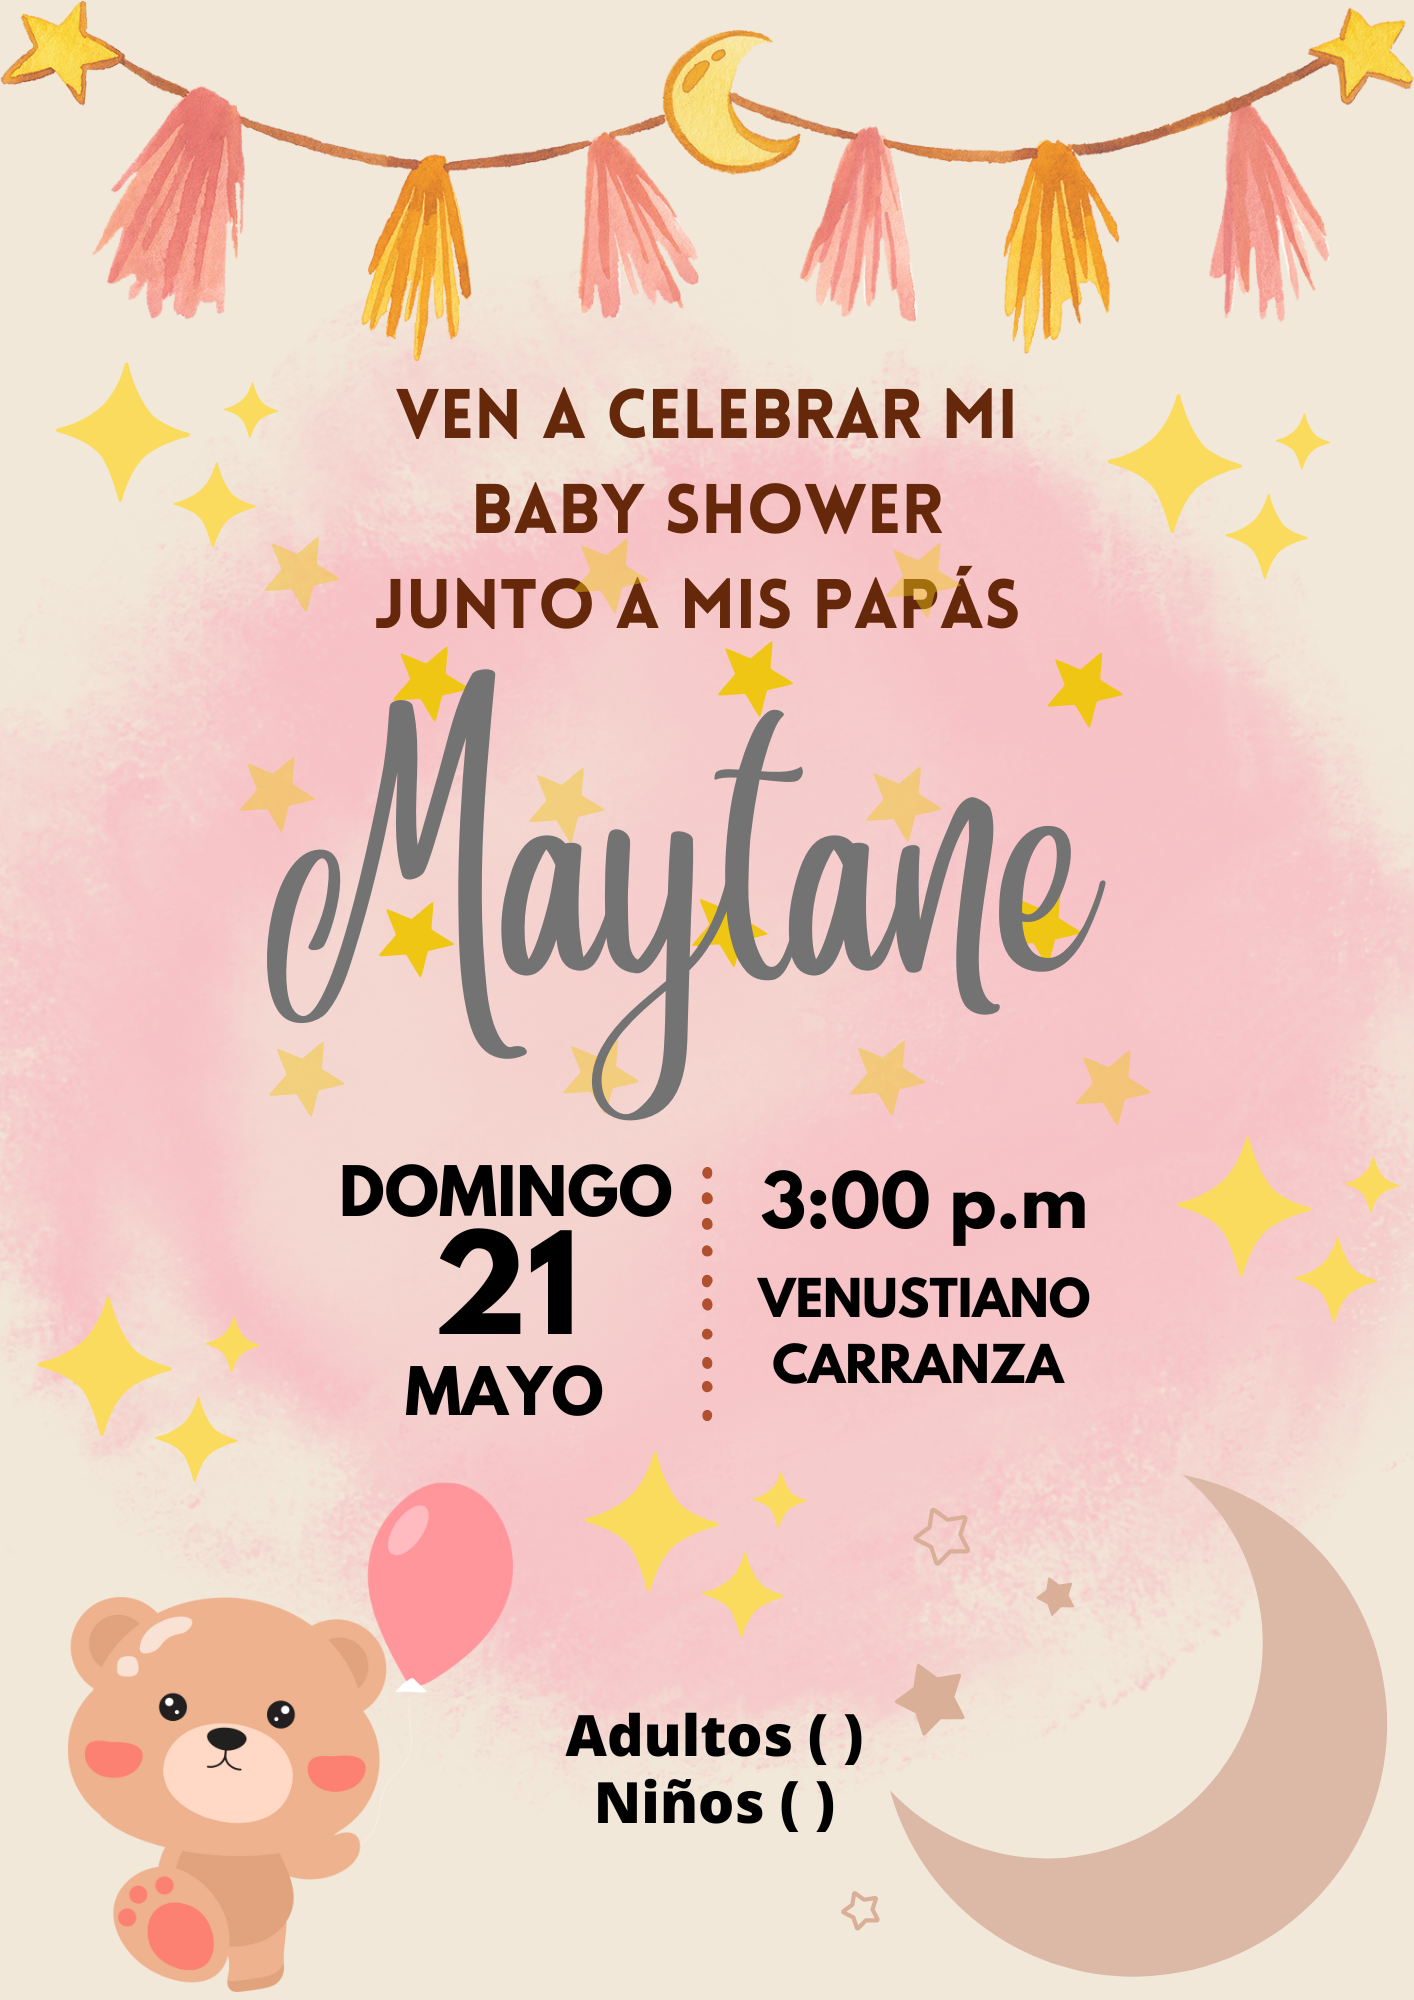 VEN A CELEBRAR MI
BABY SHOWER
JUNTO A MIS PAPÁS
Maytane
DOMINGO
21
MAYO
3:00 p.m
VENUSTIANO
CARRANZA
Adultos ( )
Niños ( )